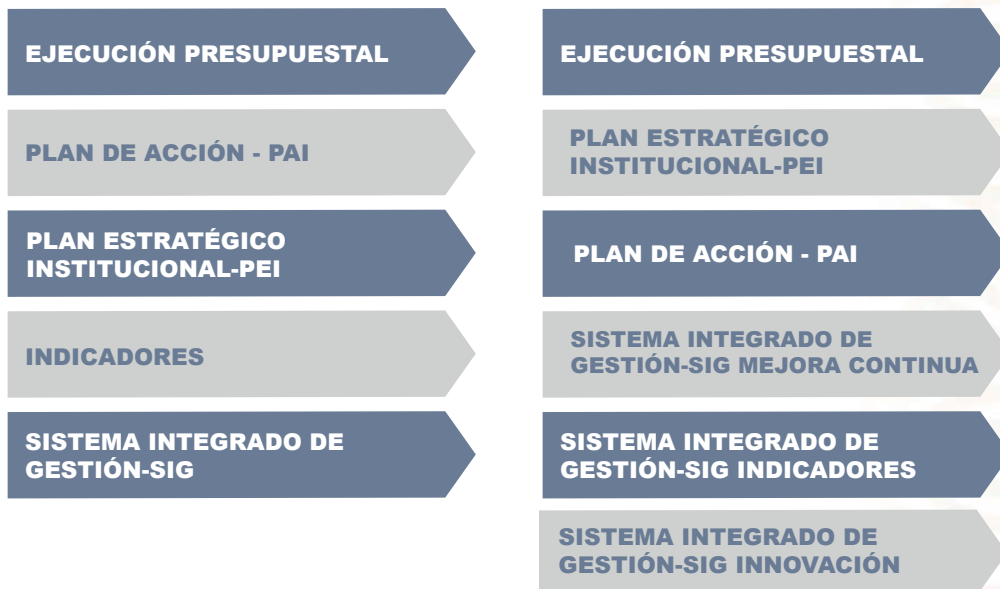 EJECUCIÓN PRESUPUESTAL
PLAN DE ACCIÓN - PAI
PLAN ESTRATÉGICO
INSTITUCIONAL-PEI
INDICADORES
SISTEMA INTEGRADO DE
GESTIÓN-SIG
EJECUCIÓN PRESUPUESTAL
PLAN ESTRATÉGICO
INSTITUCIONAL-PEI
PLAN DE ACCIÓN - PAI
SISTEMA INTEGRADO DE
GESTIÓN-SIG MEJORA CONTINUA
SISTEMA INTEGRADO DE
GESTIÓN-SIG INDICADORES
SISTEMA INTEGRADO DE
GESTIÓN-SIG INNOVACIÓN